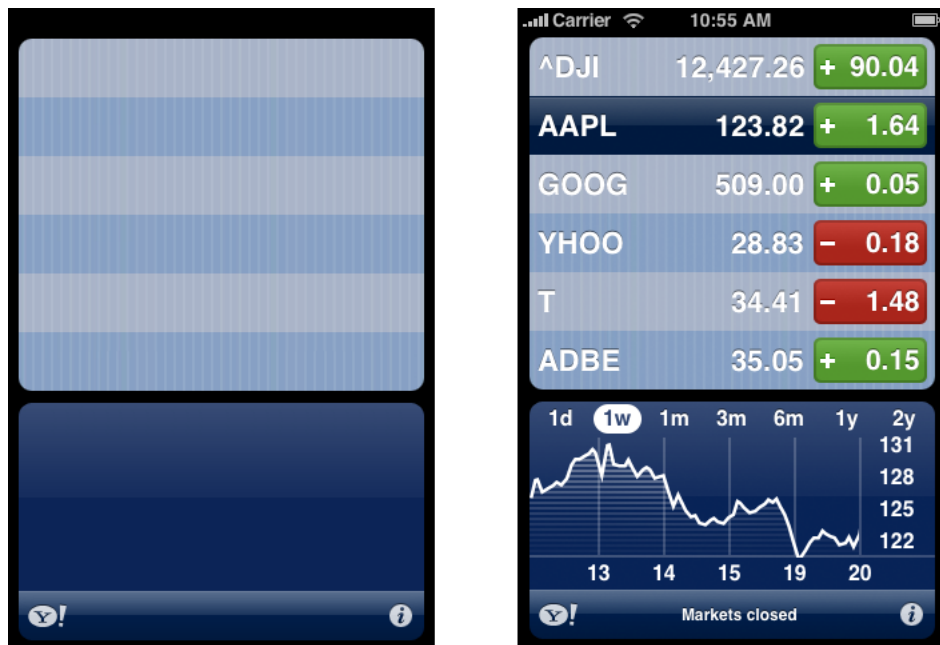 Y!
i
Carrier 10:55 AM
^DJI 12,427.26 + 90.04
AAPL 123.82 + 1.64
GOOG 509.00 + 0.05
YHOO 28.83 − 0.18
T 34.41 − 1.48
ADBE 35.05 + 0.15
1d 1w 1m 3m 6m 1y 2y
131
128
125
122
13 14 15 19 20
Y! Markets closed i